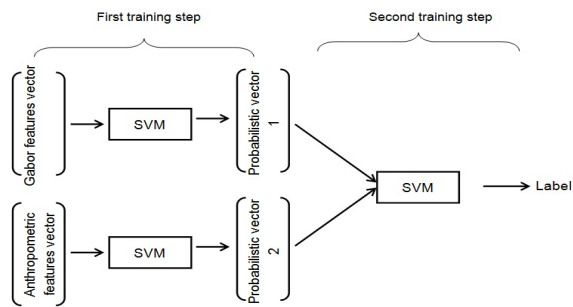 First training step
Second training step
Gabor features vector
SVM
Probabilistic vector
1
SVM
Label
Anthropometric
features vector
SVM
Probabilistic vector
2